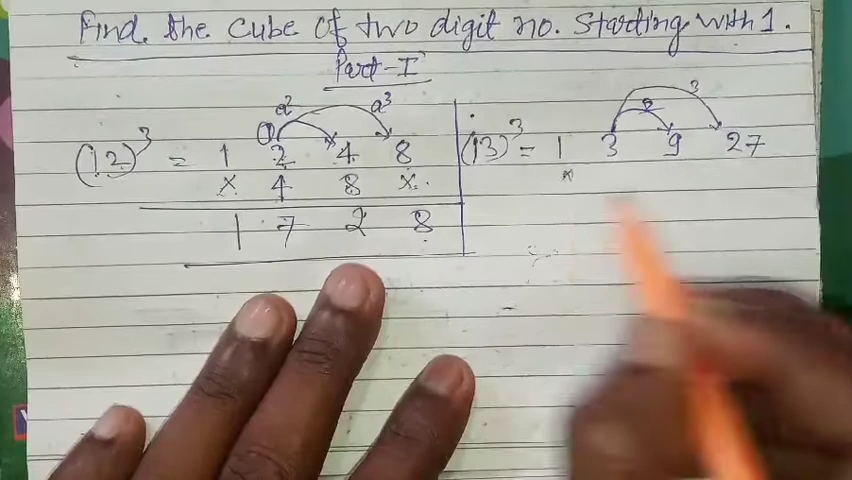 Find. the cube of two digit no. starting with 1.
Part-I
a² a³
(12)³ = 1 2 4 8
x 4 8 x.
1 7 2 8
3
2
(13)³ = 1 3 9 27
x